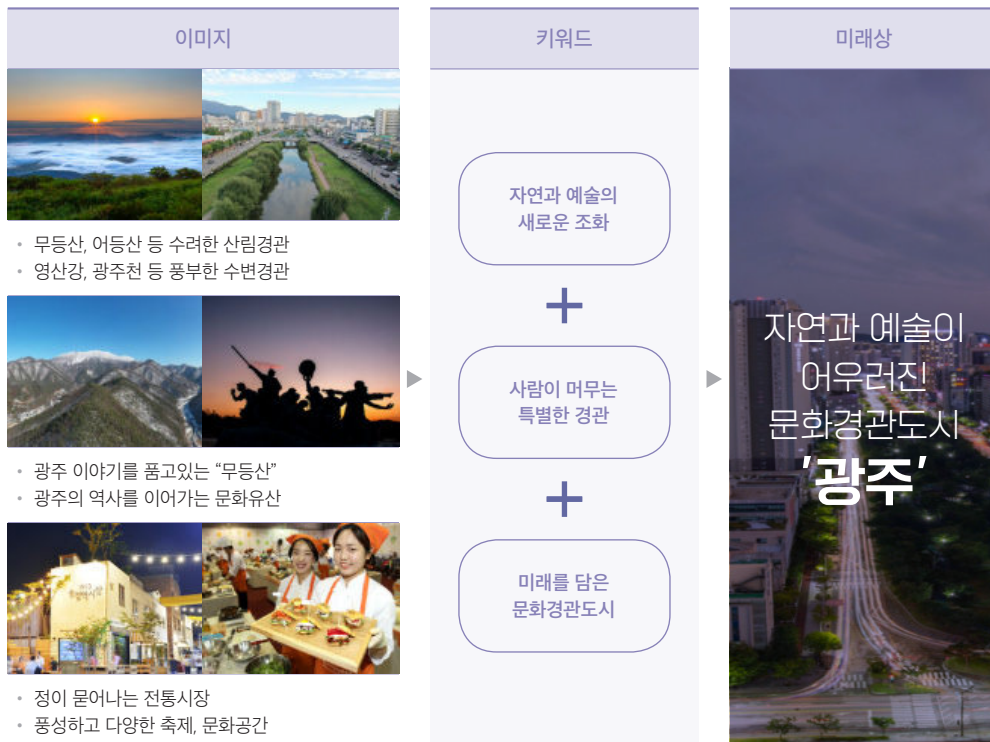 이미지
• 무등산, 어등산 등 수려한 산림경관
• 영산강, 광주천 등 풍부한 수변경관
• 광주 이야기를 품고있는 “무등산”
• 광주의 역사를 이어가는 문화유산
• 정이 묻어나는 전통시장
• 풍성하고 다양한 축제, 문화공간
키워드
자연과 예술의
새로운 조화
+
사람이 머무는
특별한 경관
+
미래를 담은
문화경관도시
미래상
자연과 예술이
어우러진
문화경관도시
'광주'